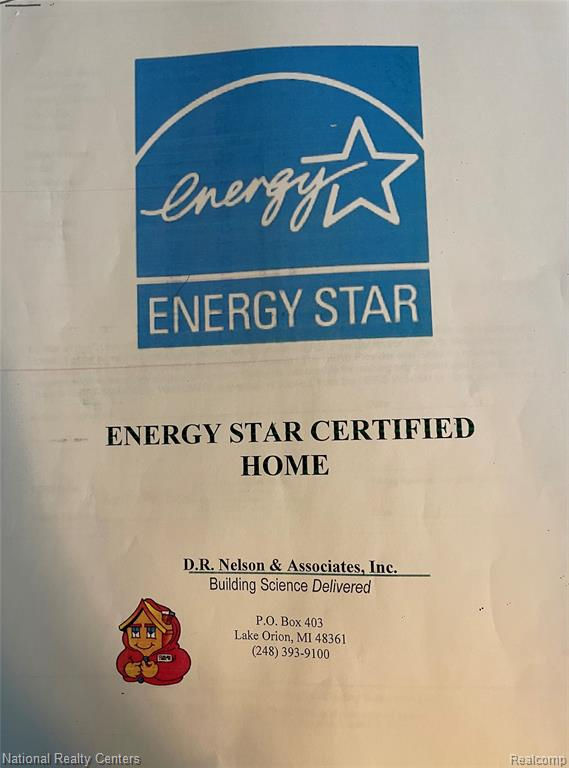 energy
ENERGY STAR
ENERGY STAR CERTIFIED
HOME
D.R. Nelson & Associates, Inc.
Building Science Delivered
P.O. Box 403
Lake Orion, MI 48361
(248) 393-9100
National Realty Centers
Realcomp